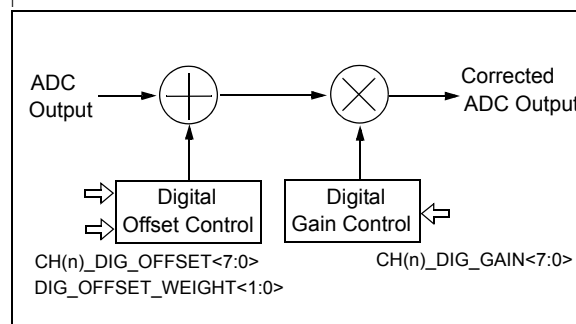 ADC
Output
Corrected
ADC Output
Digital
Offset Control
Digital
Gain Control
CH(n)_DIG_OFFSET<7:0>
DIG_OFFSET_WEIGHT<1:0>
CH(n)_DIG_GAIN<7:0>